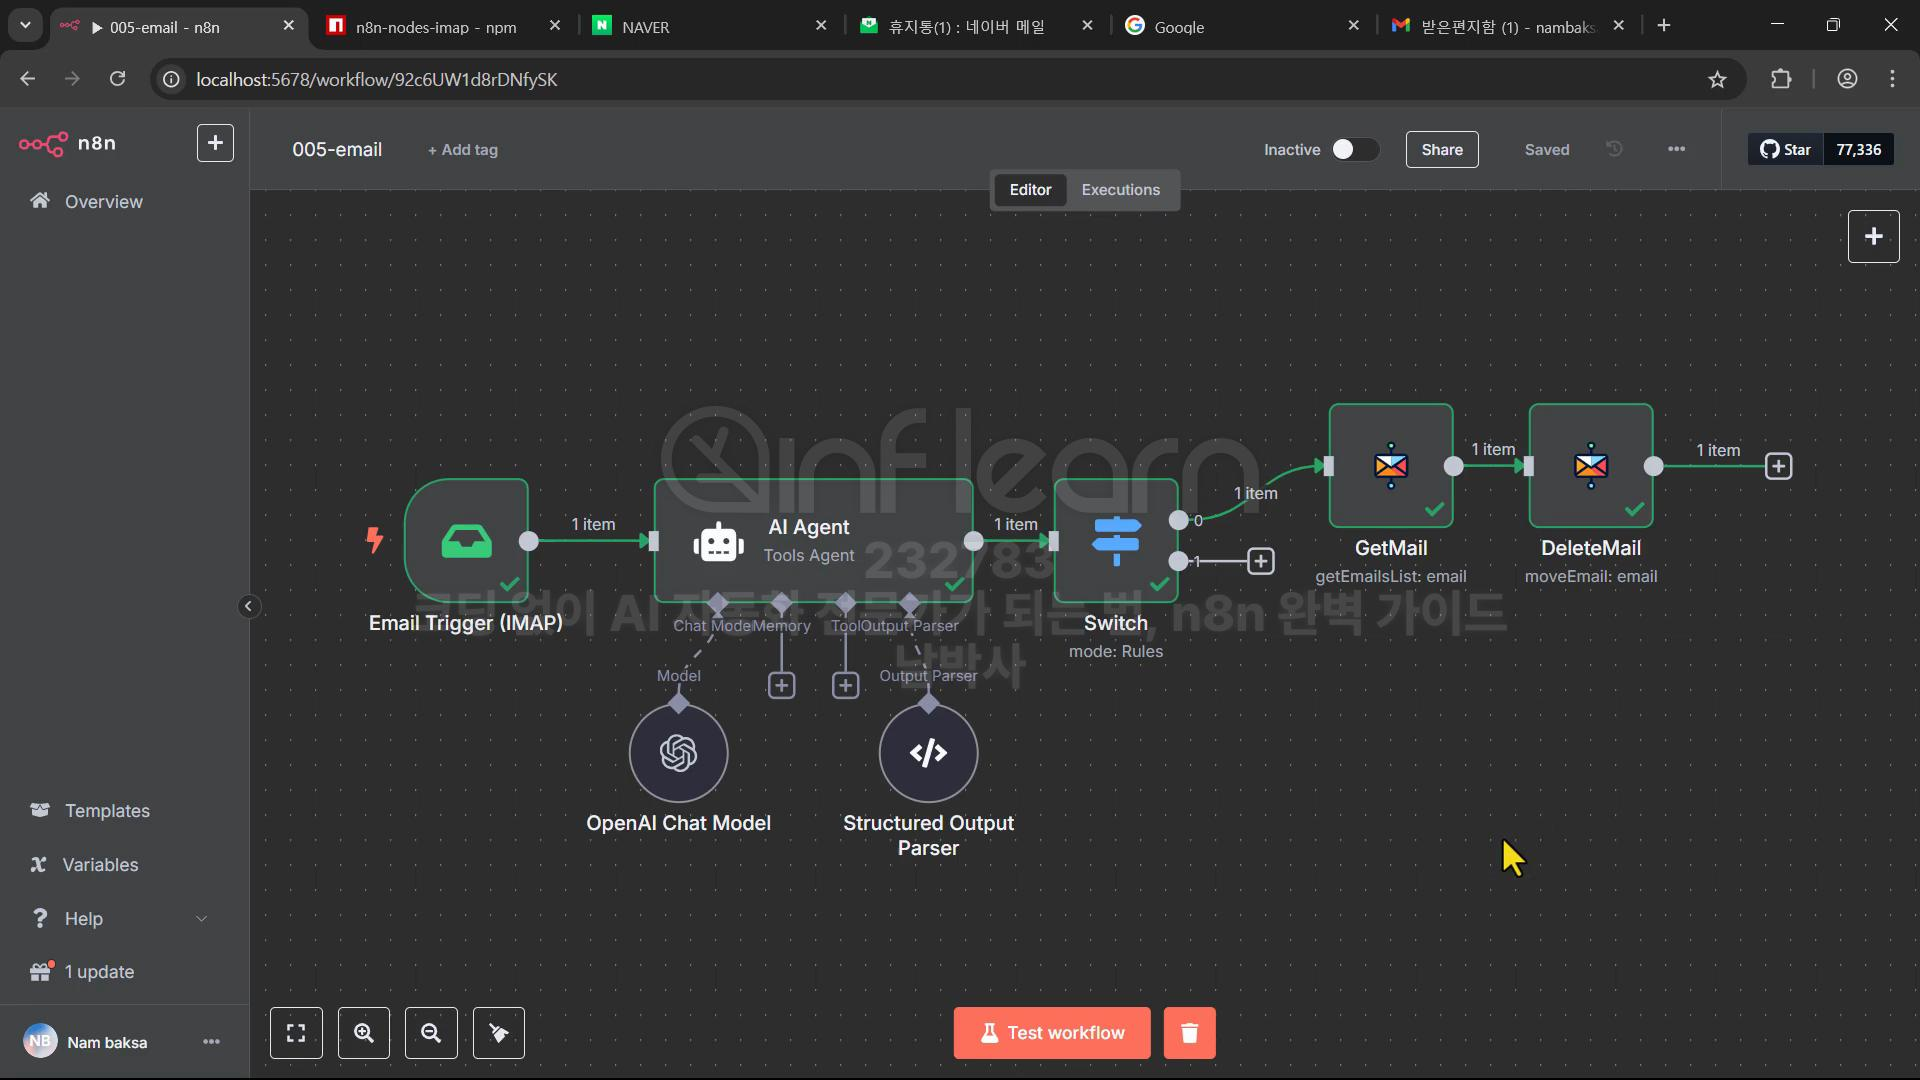 005-email - n8n
n8n-nodes-imap - npm
NAVER
휴지통(1) : 네이버 메일
Google
받은편지함 (1) - nambaks
localhost:5678/workflow/92c6UW1d8rDNfySK
n8n
005-email
+ Add tag
Inactive
Share
Saved
Star
77,336
Editor
Executions
Overview
inflearn
1 item
AI Agent
Tools Agent
1 item
0
1
1 item
1 item
1 item
GetMail
getEmailsList: email
DeleteMail
moveEmail: email
232783
Email Trigger (IMAP)
Chat Model
Memory
Tool
Output Parser
Switch
mode: Rules
코딩 없이 AI 자동화 전문가가 되는 법, n8n 완벽 가이드
남박사
Model
Output Parser
OpenAI Chat Model
Structured Output
Parser
Templates
Variables
Help
1 update
NB
Nam baksa
Test workflow